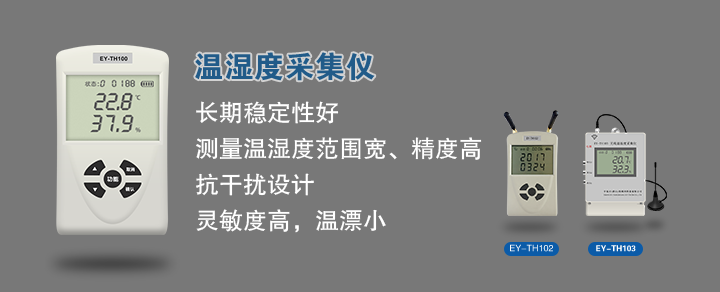 温湿度采集仪
长期稳定性好
测量温湿度范围宽、精度高
抗干扰设计
灵敏度高，温漂小
EY-TH100
状态:0 0188
22.8℃
37.9%
取消
功能
确认
2017
0324
20.7
32.3
EY-TH102
EY-TH103